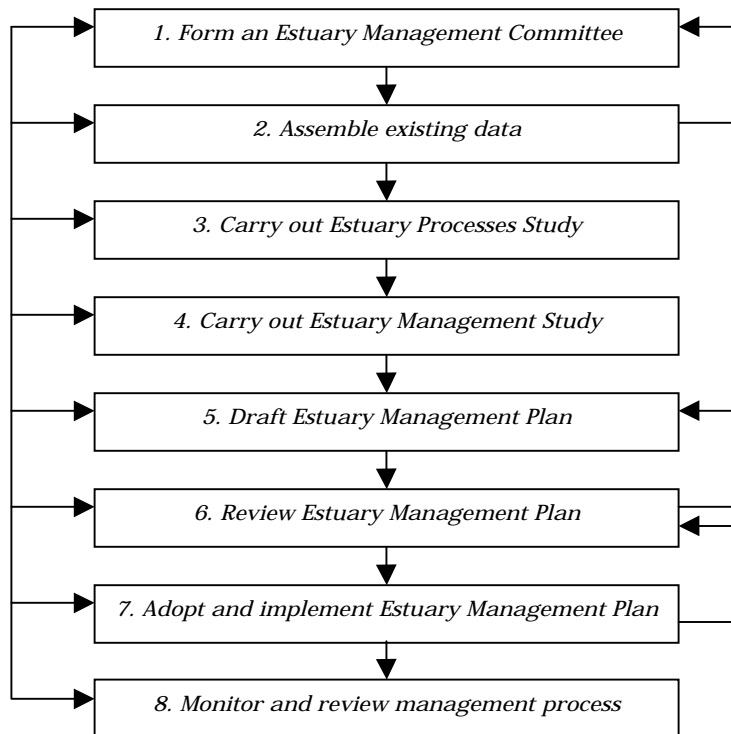 1. Form an Estuary Management Committee
2. Assemble existing data
3. Carry out Estuary Processes Study
4. Carry out Estuary Management Study
5. Draft Estuary Management Plan
6. Review Estuary Management Plan
7. Adopt and implement Estuary Management Plan
8. Monitor and review management process